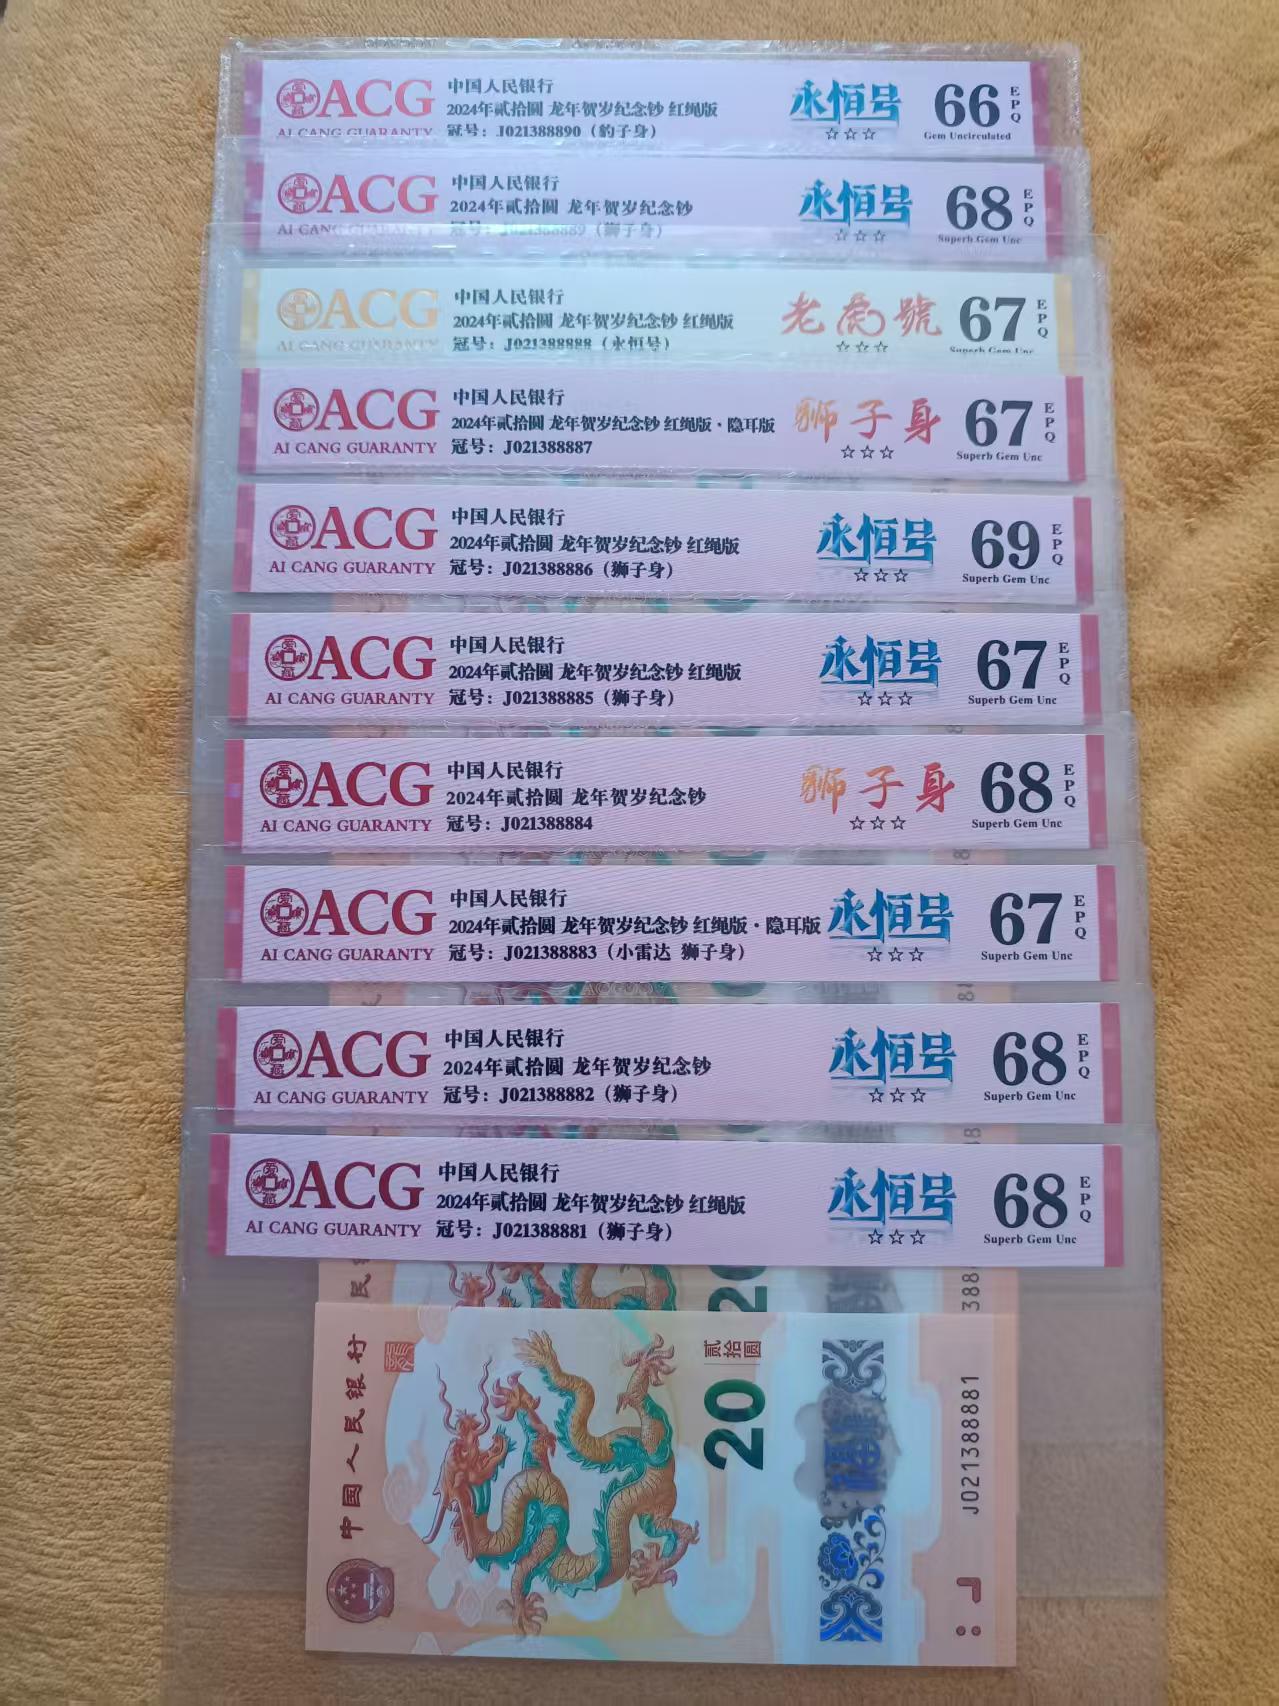 ACG
AI CANG GUARANTY
中国人民银行
2024年贰拾圆 龙年贺岁纪念钞 红绳版
冠号：J021388890（豹子身）
永恒号
☆☆☆
66
EPQ
Gem Uncirculated
ACG
AI CANG GUARANTY
中国人民银行
2024年贰拾圆 龙年贺岁纪念钞
冠号：J021388889（狮子身）
永恒号
☆☆☆
68
EPQ
Superb Gem Unc
ACG
AI CANG GUARANTY
中国人民银行
2024年贰拾圆 龙年贺岁纪念钞 红绳版
冠号：J021388888（永恒号）
老虎號
☆☆☆
67
EPQ
Superb Gem Unc
ACG
AI CANG GUARANTY
中国人民银行
2024年贰拾圆 龙年贺岁纪念钞 红绳版·隐耳版
冠号：J021388887
狮子身
☆☆☆
67
EPQ
Superb Gem Unc
ACG
AI CANG GUARANTY
中国人民银行
2024年贰拾圆 龙年贺岁纪念钞 红绳版
冠号：J021388886（狮子身）
永恒号
☆☆☆
69
EPQ
Superb Gem Unc
ACG
AI CANG GUARANTY
中国人民银行
2024年贰拾圆 龙年贺岁纪念钞 红绳版
冠号：J021388885（狮子身）
永恒号
☆☆☆
67
EPQ
Superb Gem Unc
ACG
AI CANG GUARANTY
中国人民银行
2024年贰拾圆 龙年贺岁纪念钞
冠号：J021388884
狮子身
☆☆☆
68
EPQ
Superb Gem Unc
ACG
AI CANG GUARANTY
中国人民银行
2024年贰拾圆 龙年贺岁纪念钞 红绳版·隐耳版
冠号：J021388883（小雷达 狮子身）
永恒号
☆☆☆
67
EPQ
Superb Gem Unc
ACG
AI CANG GUARANTY
中国人民银行
2024年贰拾圆 龙年贺岁纪念钞
冠号：J021388882（狮子身）
永恒号
☆☆☆
68
EPQ
Superb Gem Unc
ACG
AI CANG GUARANTY
中国人民银行
2024年贰拾圆 龙年贺岁纪念钞 红绳版
冠号：J021388881（狮子身）
永恒号
☆☆☆
68
EPQ
Superb Gem Unc
中国人民银行
贰拾圆
20
J021388881